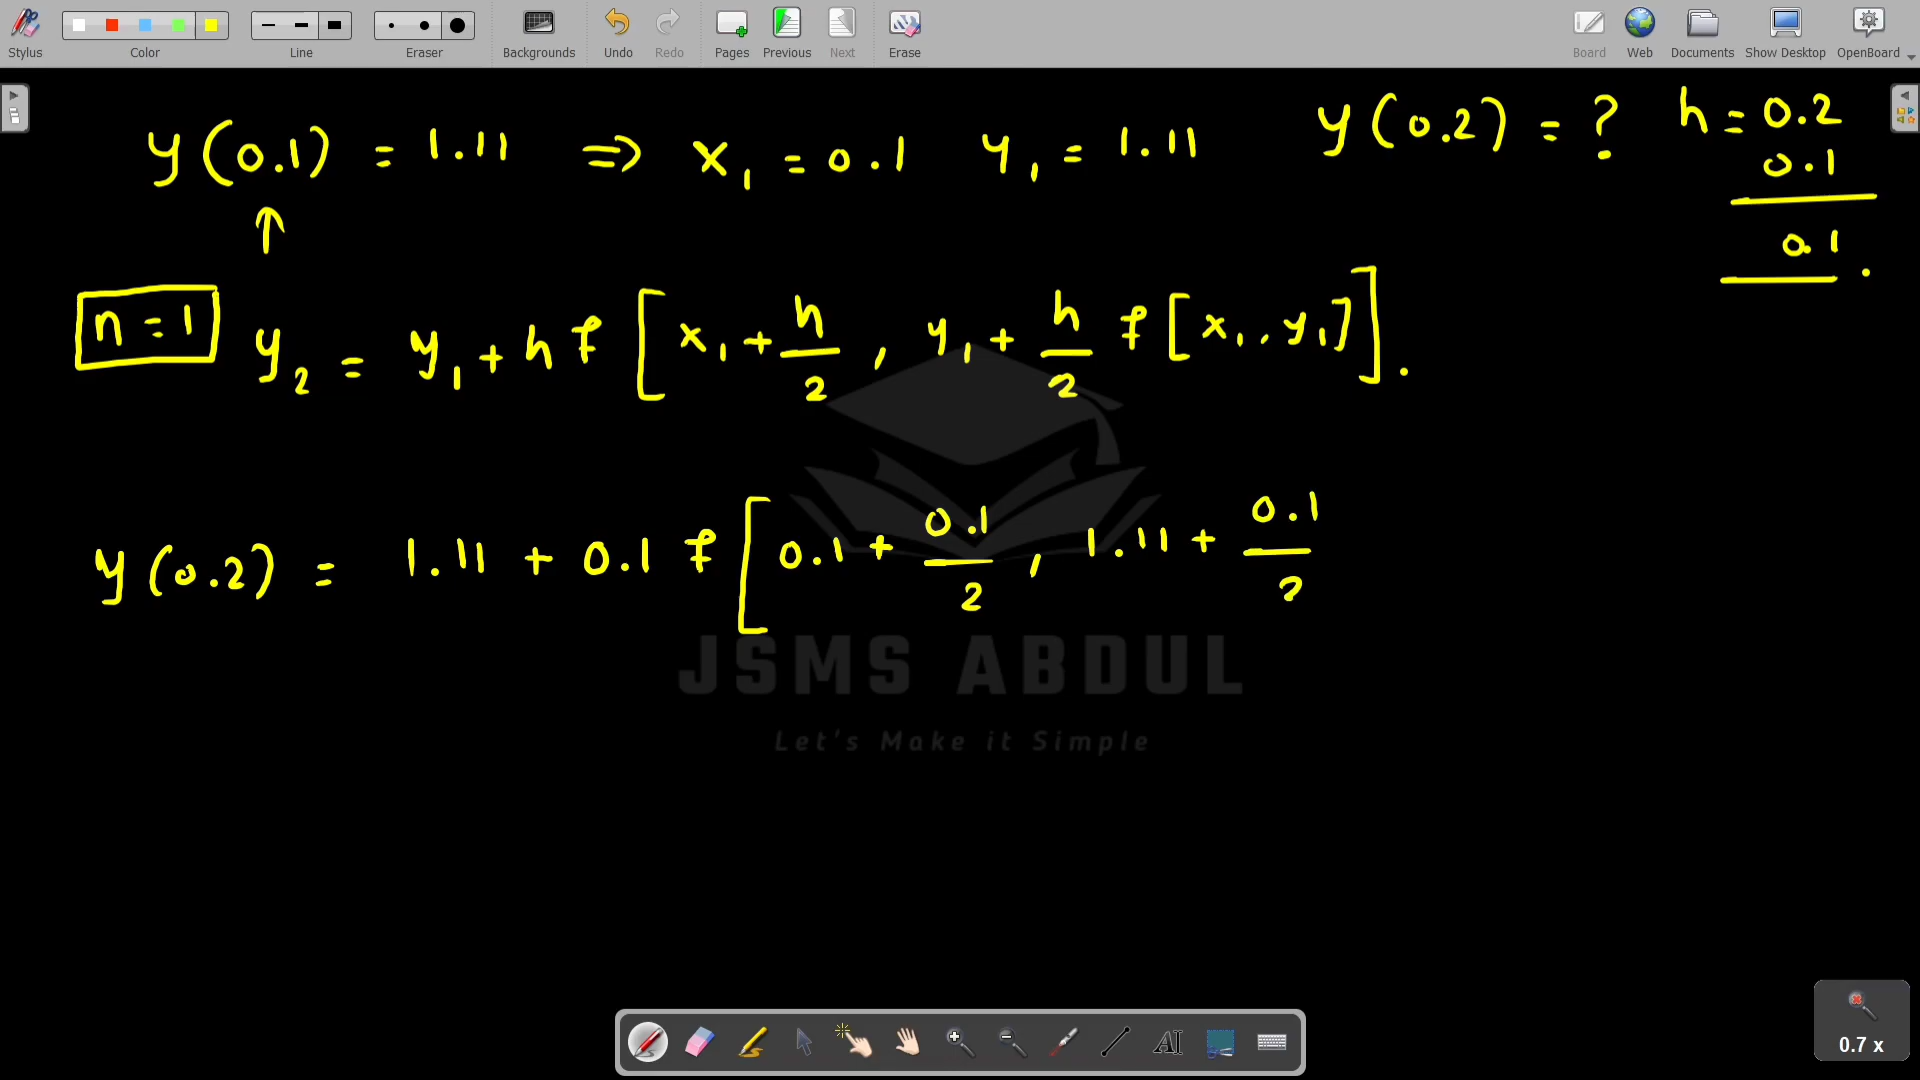 Stylus Color Line Eraser Backgrounds Undo Redo Pages Previous Next Erase Board Web Documents Show Desktop OpenBoard
y(0.1) = 1.11 ⇒ x₁ = 0.1 y₁ = 1.11 y(0.2) = ? h = 0.2
0.1
↑
0.1.
n = 1 y₂ = y₁ + h f [x₁ + h/2, y₁ + h/2 f[x₁, y₁]].
y(0.2) = 1.11 + 0.1 f [0.1 + 0.1/2, 1.11 + 0.1/2
JSMS ABDUL
Let's Make it Simple
AI
0.7 x